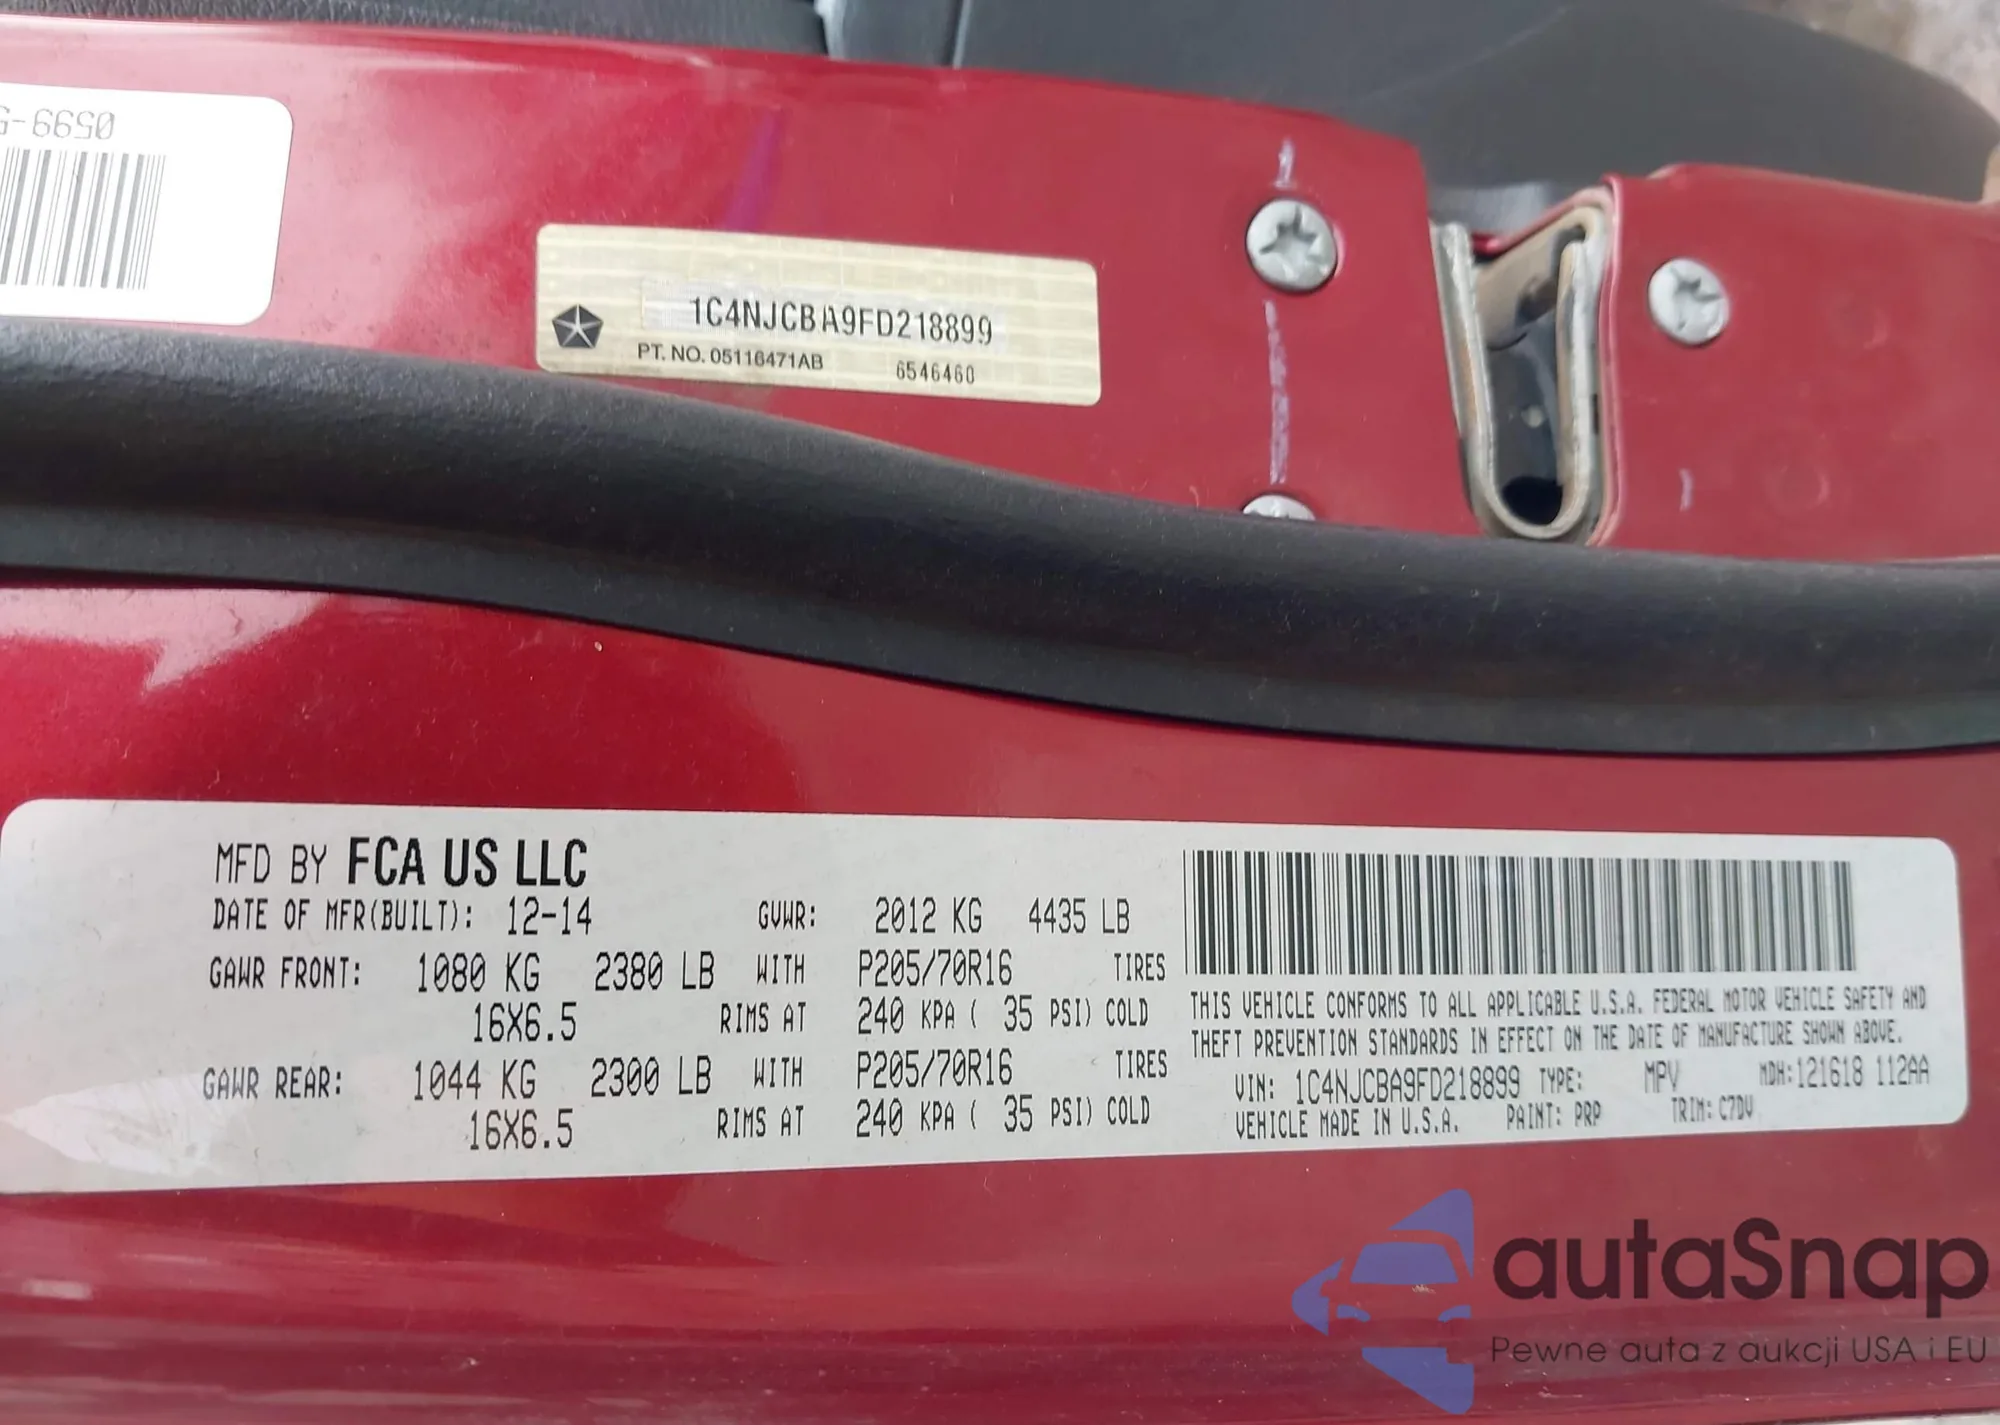 0599-5
1C4NJCBA9FD218899
PT. NO. 05116471AB 6546460
MFD BY FCA US LLC
DATE OF MFR(BUILT): 12-14 GVWR: 2012 KG 4435 LB
GAWR FRONT: 1080 KG 2380 LB WITH P205/70R16 TIRES
16X6.5 RIMS AT 240 KPA ( 35 PSI) COLD
GAWR REAR: 1044 KG 2300 LB WITH P205/70R16 TIRES
16X6.5 RIMS AT 240 KPA ( 35 PSI) COLD
THIS VEHICLE CONFORMS TO ALL APPLICABLE U.S.A. FEDERAL MOTOR VEHICLE SAFETY AND
THEFT PREVENTION STANDARDS IN EFFECT ON THE DATE OF MANUFACTURE SHOWN ABOVE.
VIN: 1C4NJCBA9FD218899 TYPE: MPV MDH:121618 112AA
VEHICLE MADE IN U.S.A. PAINT: PRP TRIM: C7DV
autaSnap
Pewne auta z aukcji USA i EU